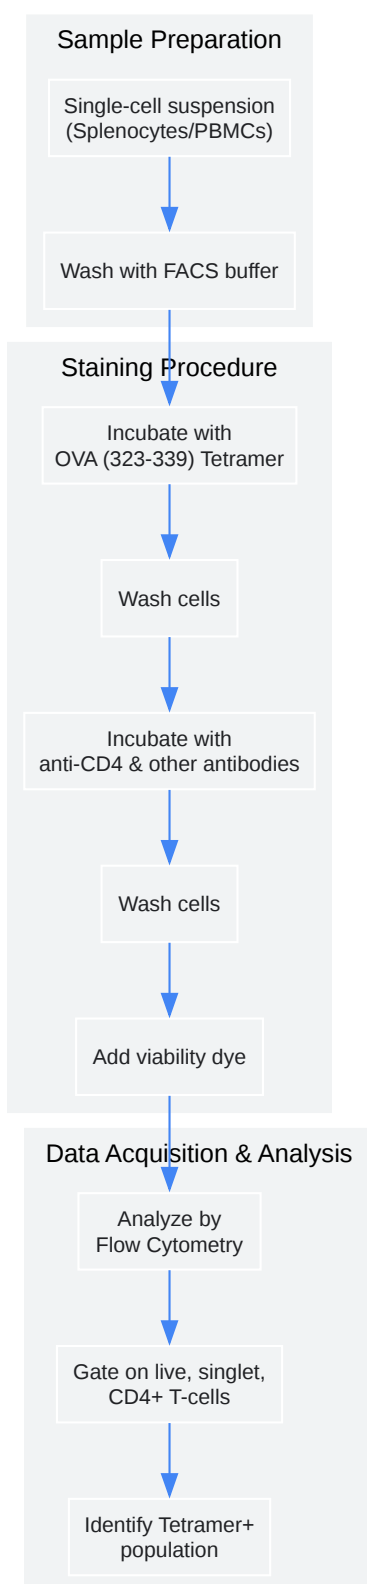 Sample Preparation
Single-cell suspension
(Splenocytes/PBMCs)
Wash with FACS buffer
Staining Procedure
Incubate with
OVA (323-339) Tetramer
Wash cells
Incubate with
anti-CD4 & other antibodies
Wash cells
Add viability dye
Data Acquisition & Analysis
Analyze by
Flow Cytometry
Gate on live, singlet,
CD4+ T-cells
Identify Tetramer+
population